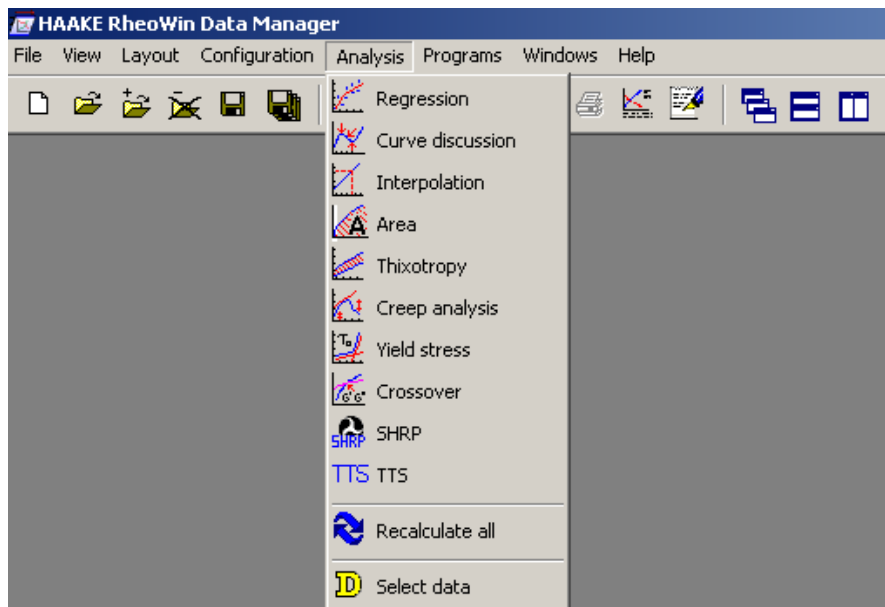 HAAKE RheoWin Data Manager
File View Layout Configuration Analysis Programs Windows Help
Regression
Curve discussion
Interpolation
A Area
Thixotropy
Creep analysis
Yield stress
G'G" Crossover
SHRP SHRP
TTS TTS
Recalculate all
D Select data